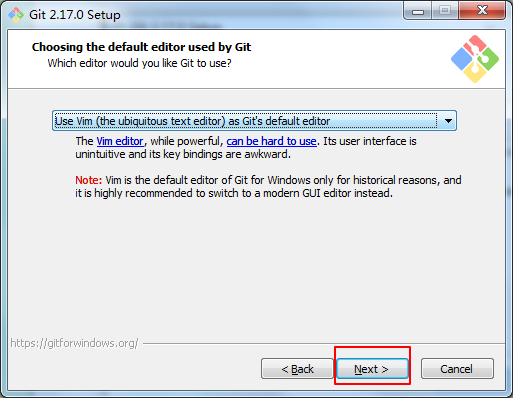 Git 2.17.0 Setup
Choosing the default editor used by Git
Which editor would you like Git to use?
Use Vim (the ubiquitous text editor) as Git's default editor
The Vim editor, while powerful, can be hard to use. Its user interface is
unintuitive and its key bindings are awkward.
Note: Vim is the default editor of Git for Windows only for historical reasons, and
it is highly recommended to switch to a modern GUI editor instead.
https://gitforwindows.org/
< Back
Next >
Cancel